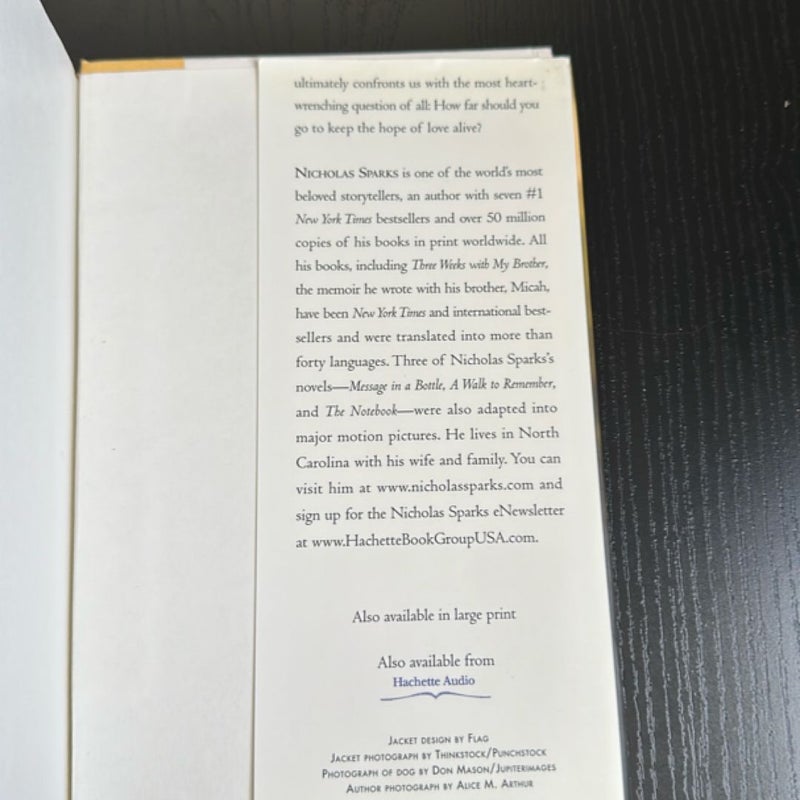 ultimately confronts us with the most heart-
wrenching question of all: How far should you
go to keep the hope of love alive?
NICHOLAS SPARKS is one of the world's most
beloved storytellers, an author with seven #1
New York Times bestsellers and over 50 million
copies of his books in print worldwide. All
his books, including Three Weeks with My Brother,
the memoir he wrote with his brother, Micah,
have been New York Times and international best-
sellers and were translated into more than
forty languages. Three of Nicholas Sparks's
novels—Message in a Bottle, A Walk to Remember,
and The Notebook—were also adapted into
major motion pictures. He lives in North
Carolina with his wife and family. You can
visit him at www.nicholassparks.com and
sign up for the Nicholas Sparks eNewsletter
at www.HachetteBookGroupUSA.com.
Also available in large print
Also available from
Hachette Audio
JACKET DESIGN BY FLAG
JACKET PHOTOGRAPH BY THINKSTOCK/PUNCHSTOCK
PHOTOGRAPH OF DOG BY DON MASON/JUPITERIMAGES
AUTHOR PHOTOGRAPH BY ALICE M. ARTHUR